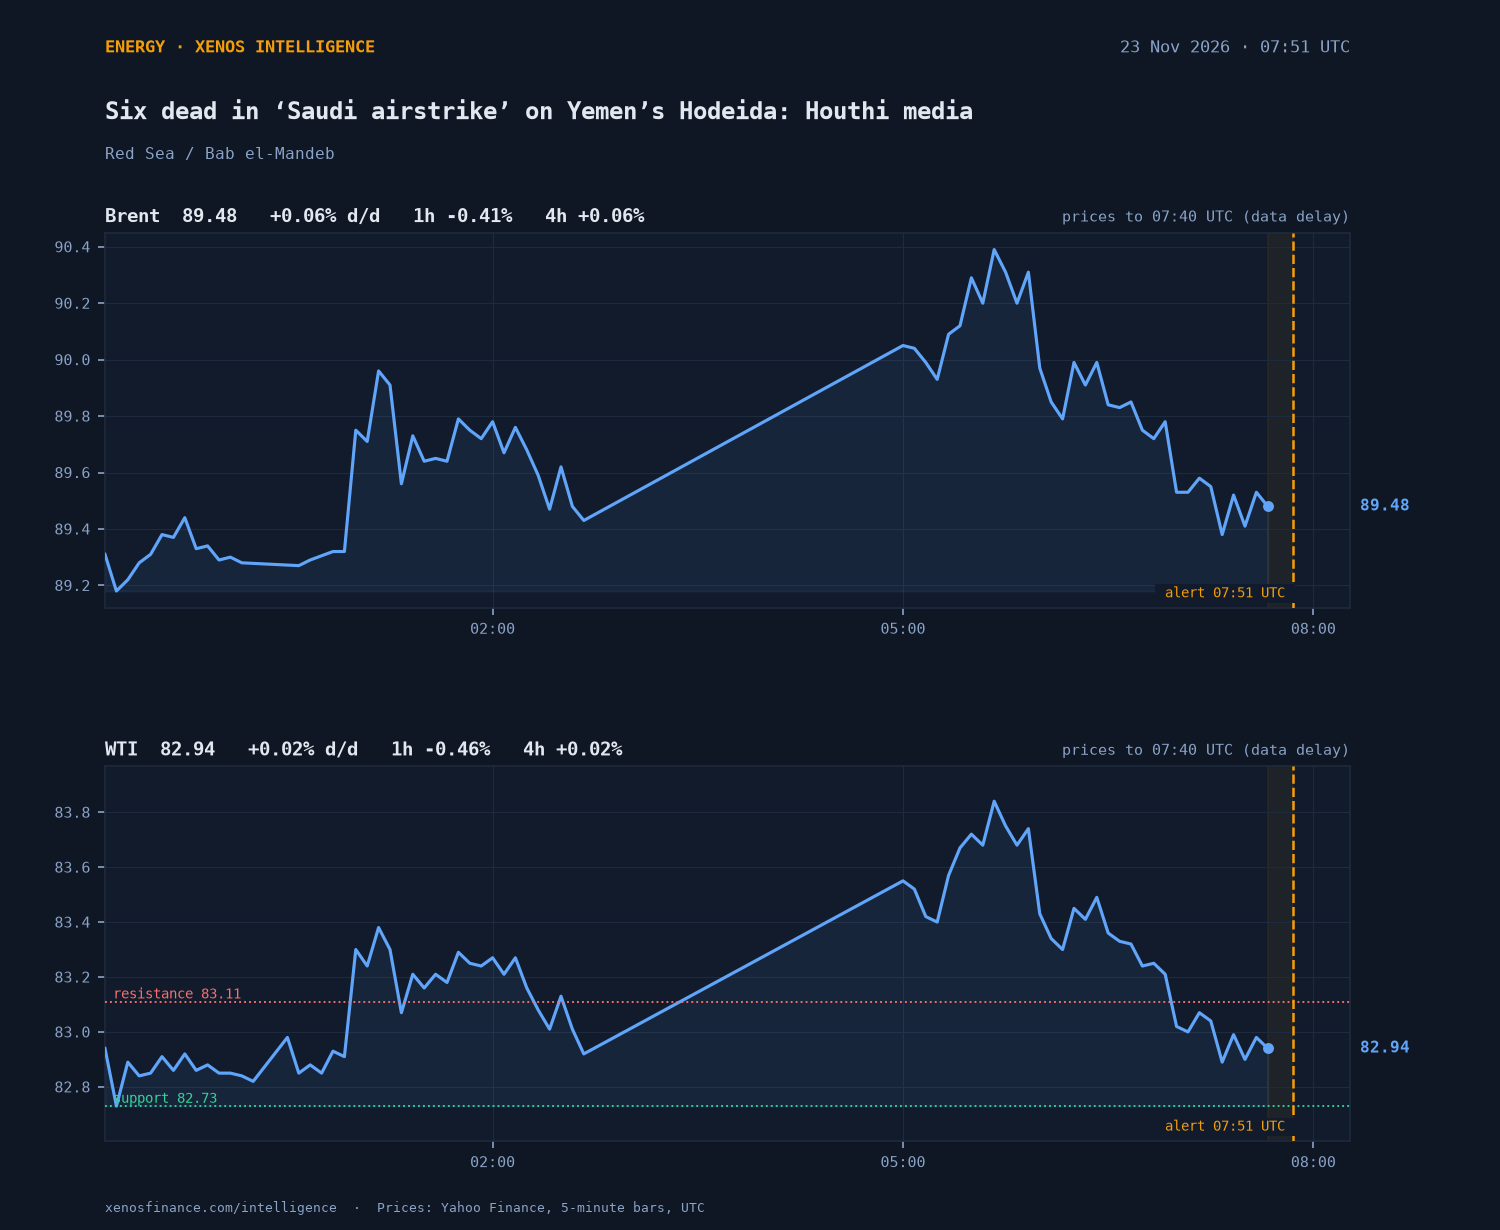 ENERGY · XENOS INTELLIGENCE
23 Nov 2026 · 07:51 UTC
Six dead in ‘Saudi airstrike’ on Yemen’s Hodeida: Houthi media
Red Sea / Bab el-Mandeb
Brent 89.48 +0.06% d/d 1h -0.41% 4h +0.06%
prices to 07:40 UTC (data delay)
90.4
90.2
90.0
89.8
89.6
89.4
89.2
89.48
alert 07:51 UTC
02:00
05:00
08:00
WTI 82.94 +0.02% d/d 1h -0.46% 4h +0.02%
prices to 07:40 UTC (data delay)
83.8
83.6
83.4
83.2
83.0
82.8
resistance 83.11
support 82.73
82.94
alert 07:51 UTC
02:00
05:00
08:00
xenosfinance.com/intelligence · Prices: Yahoo Finance, 5-minute bars, UTC